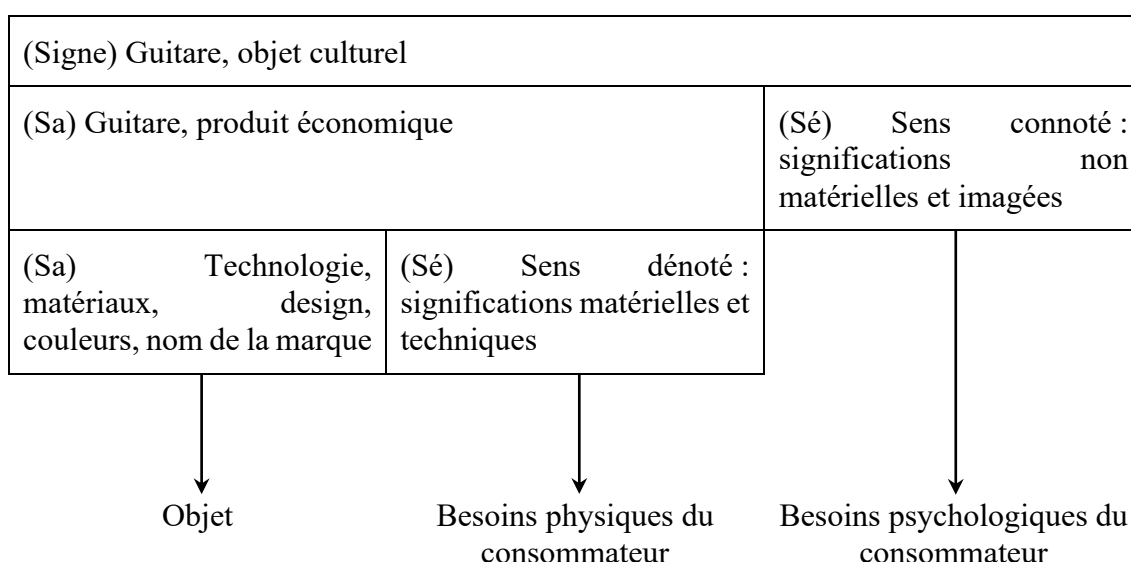 (Signe) Guitare, objet culturel
(Sa) Guitare, produit économique
(Sé) Sens connoté :
significations non
matérielles et imagées
(Sa) Technologie,
matériaux, design,
couleurs, nom de la marque
(Sé) Sens dénoté :
significations matérielles et
techniques
Objet
Besoins physiques du
consommateur
Besoins psychologiques du
consommateur